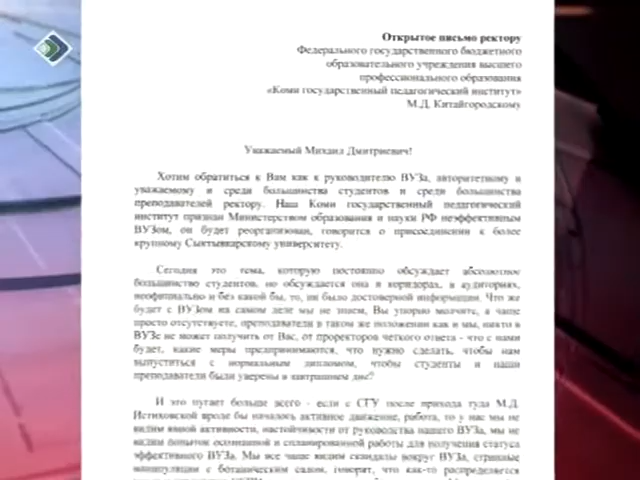 Открытое письмо ректору
Федерального государственного бюджетного
образовательного учреждения высшего
профессионального образования
«Коми государственный педагогический институт»
М.Д. Китайгородскому
Уважаемый Михаил Дмитриевич!
Хотим обратиться к Вам как к руководителю ВУЗа, авторитетному и
уважаемому и среди большинства студентов и среди большинства
преподавателей ректору. Наш Коми государственный педагогический
институт признан Министерством образования и науки РФ неэффективным
ВУЗом, он будет реорганизован, говорится о присоединении к более
крупному Сыктывкарскому университету.
Сегодня это тема, которую постоянно обсуждает абсолютное
большинство студентов, но обсуждается она в коридорах, в аудиториях,
неофициально и без какой бы, то, ни было достоверной информации. Что же
будет с ВУЗом на самом деле мы не знаем, Вы упорно молчите, а чаще
просто отсутствуете, преподаватели в таком же положении как и мы, никто в
ВУЗе не может получить от Вас, от проректоров четкого ответа - что с нами
будет, какие меры предпринимаются, что нужно сделать, чтобы нам
выпуститься с нормальным дипломом, чтобы студенты и наши
преподаватели были уверены в завтрашнем дне?
И это пугает больше всего - если с СГУ после прихода туда М.Д.
Истиховской вроде бы началось активное движение, работа, то у нас мы не
видим явной активности, настойчивости от руководства нашего ВУЗа, мы не
видим попыток осмысленной и спланированной работы для получения статуса
эффективного ВУЗа. Мы все чаще видим скандалы вокруг ВУЗа, странные
манипуляции с ботаническим садом, говорят, что как-то распределяется